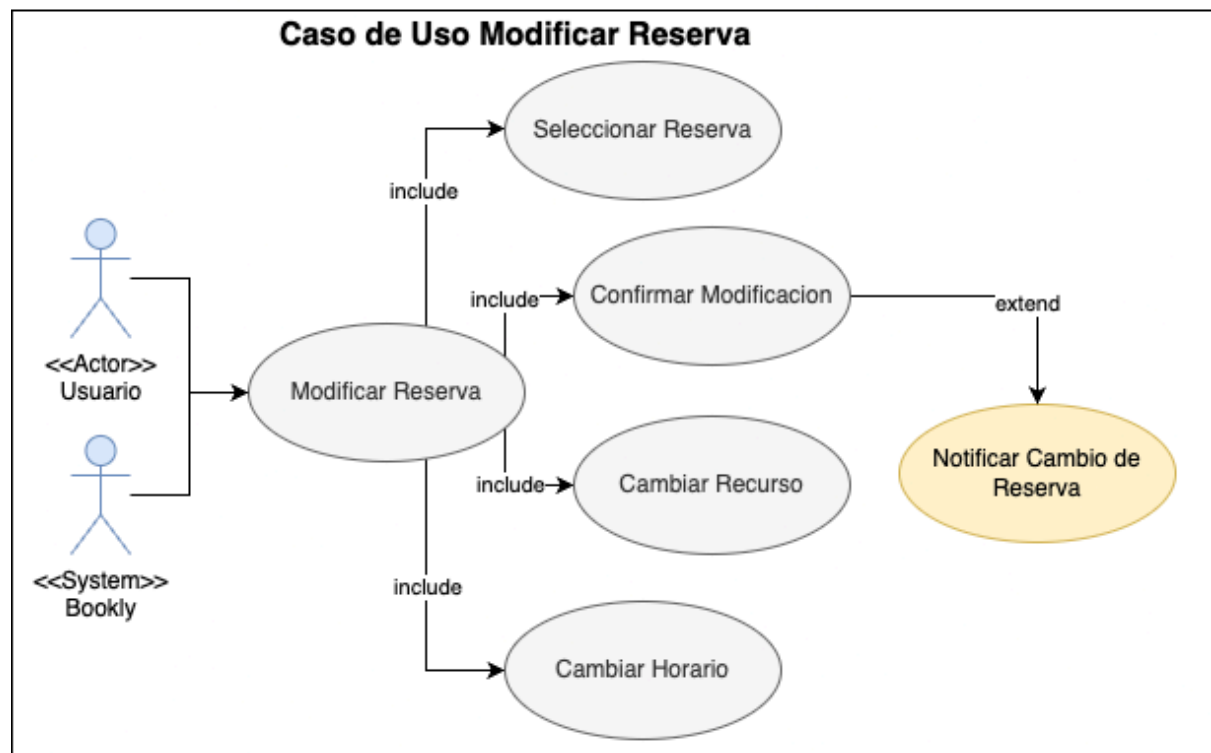 Caso de Uso Modificar Reserva
Seleccionar Reserva
include
include
Confirmar Modificacion
extend
<<Actor>>
Usuario
Modificar Reserva
Notificar Cambio de
Reserva
include
Cambiar Recurso
<<System>>
Bookly
include
Cambiar Horario